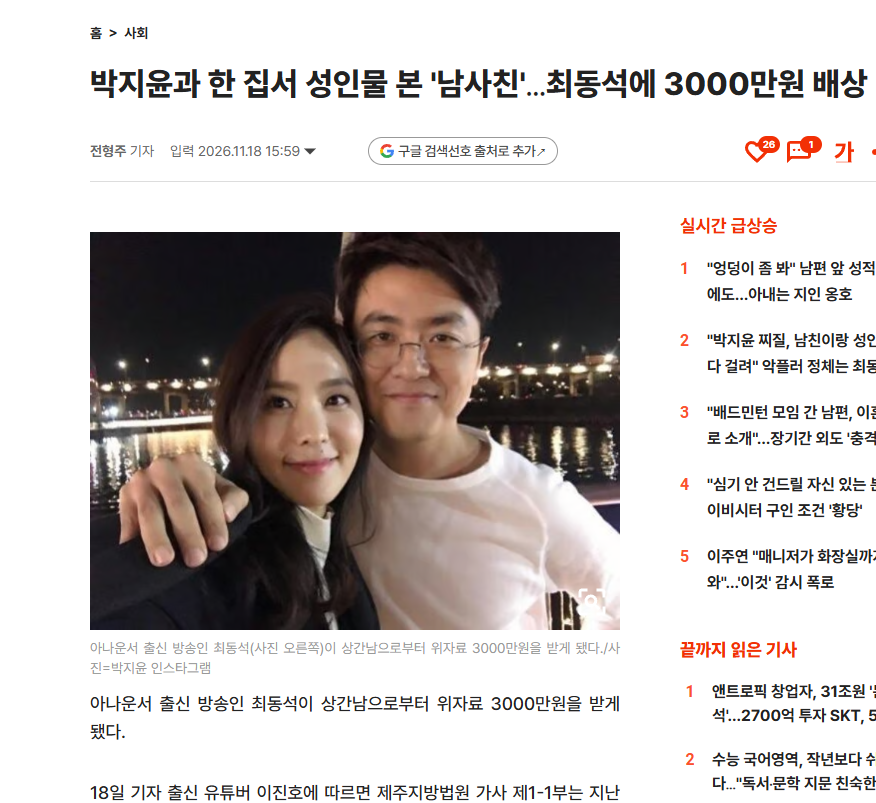 홈 > 사회
박지윤과 한 집서 성인물 본 '남사친'...최동석에 3000만원 배상
전형주 기자 입력 2026.11.18 15:59
구글 검색선호 출처로 추가↗
26
1
가
아나운서 출신 방송인 최동석(사진 오른쪽)이 상간남으로부터 위자료 3000만원을 받게 됐다./사
진=박지윤 인스타그램
아나운서 출신 방송인 최동석이 상간남으로부터 위자료 3000만원을 받게
됐다.
18일 기자 출신 유튜버 이진호에 따르면 제주지방법원 가사 제1-1부는 지난
실시간 급상승
1 "엉덩이 좀 봐" 남편 앞 성적
에도...아내는 지인 옹호
2 "박지윤 찌질, 남친이랑 성인
다 걸려" 악플러 정체는 최동
3 "배드민턴 모임 간 남편, 이혼
로 소개"...장기간 외도 '충격
4 "심기 안 건드릴 자신 있는 분
이비시터 구인 조건 '황당'
5 이주연 "매니저가 화장실까지
와"...'이것' 감시 폭로
끝까지 읽은 기사
1 앤트로픽 창업자, 31조원
석'...2700억 투자 SKT, 5
2 수능 국어영역, 작년보다
다..."독서·문학 지문 친숙한